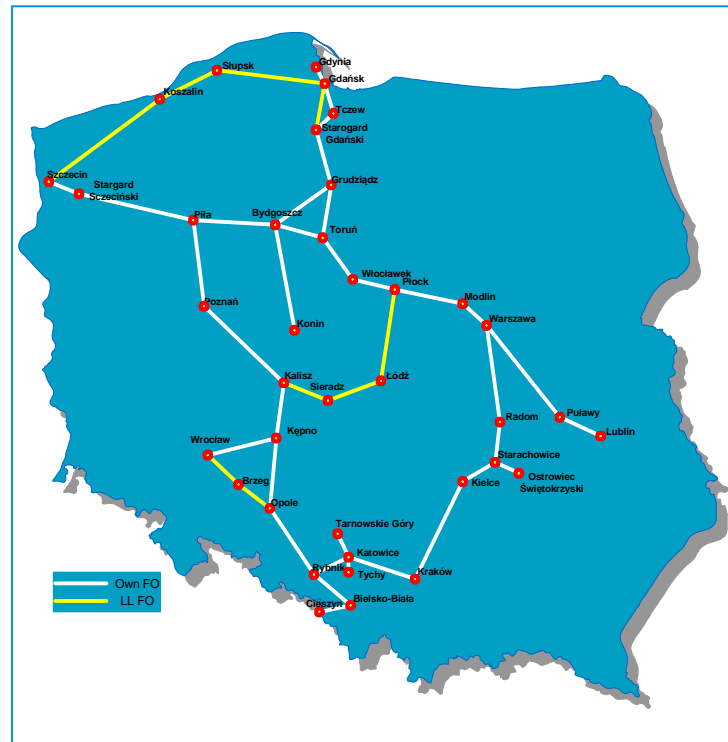 Gdynia
Słupsk
Gdańsk
Koszalin
Tczew
Starogard
Gdański
Szczecin
Stargard
Sczeciński
Grudziądz
Piła
Bydgoszcz
Toruń
Włocławek
Płock
Modlin
Poznań
Warszawa
Konin
Kalisz
Sieradz
Łódź
Radom
Puławy
Lublin
Kępno
Wrocław
Starachowice
Brzeg
Kielce
Ostrowiec
Świętokrzyski
Opole
Tarnowskie Góry
Katowice
Rybnik
Tychy
Kraków
Cieszyn
Bielsko-Biała
Own FO
LL FO